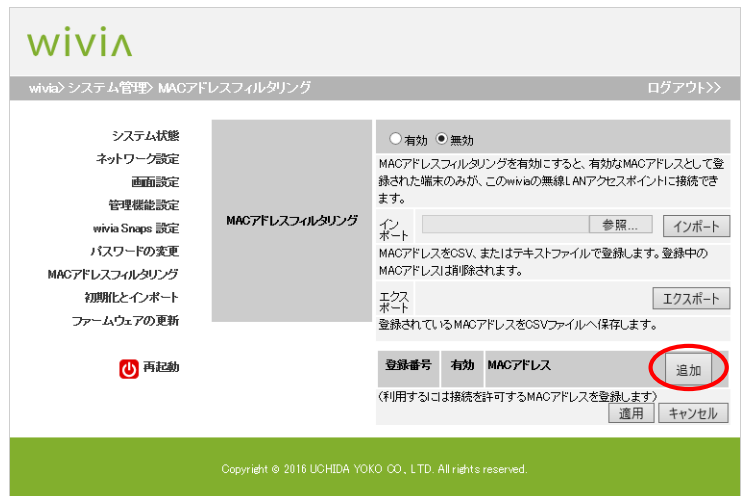 wivia
wivia> システム管理> MACアドレスフィルタリング
ログアウト>>
システム状態
ネットワーク設定
画面設定
管理機能設定
wivia Snaps 設定
パスワードの変更
MACアドレスフィルタリング
初期化とインポート
ファームウェアの更新
再起動
MACアドレスフィルタリング
有効 無効
MACアドレスフィルタリングを有効にすると、有効なMACアドレスとして登
録された端末のみが、このwiviaの無線LANアクセスポイントに接続でき
ます。
イン
ポート
参照... インポート
MACアドレスをCSV、またはテキストファイルで登録します。登録中の
MACアドレスは削除されます。
エクス
ポート
エクスポート
登録されているMACアドレスをCSVファイルへ保存します。
登録番号 有効 MACアドレス 追加
(利用するには接続を許可するMACアドレスを登録します)
適用 キャンセル
Copyright © 2016 UCHIDA YOKO CO., LTD. All rights reserved.